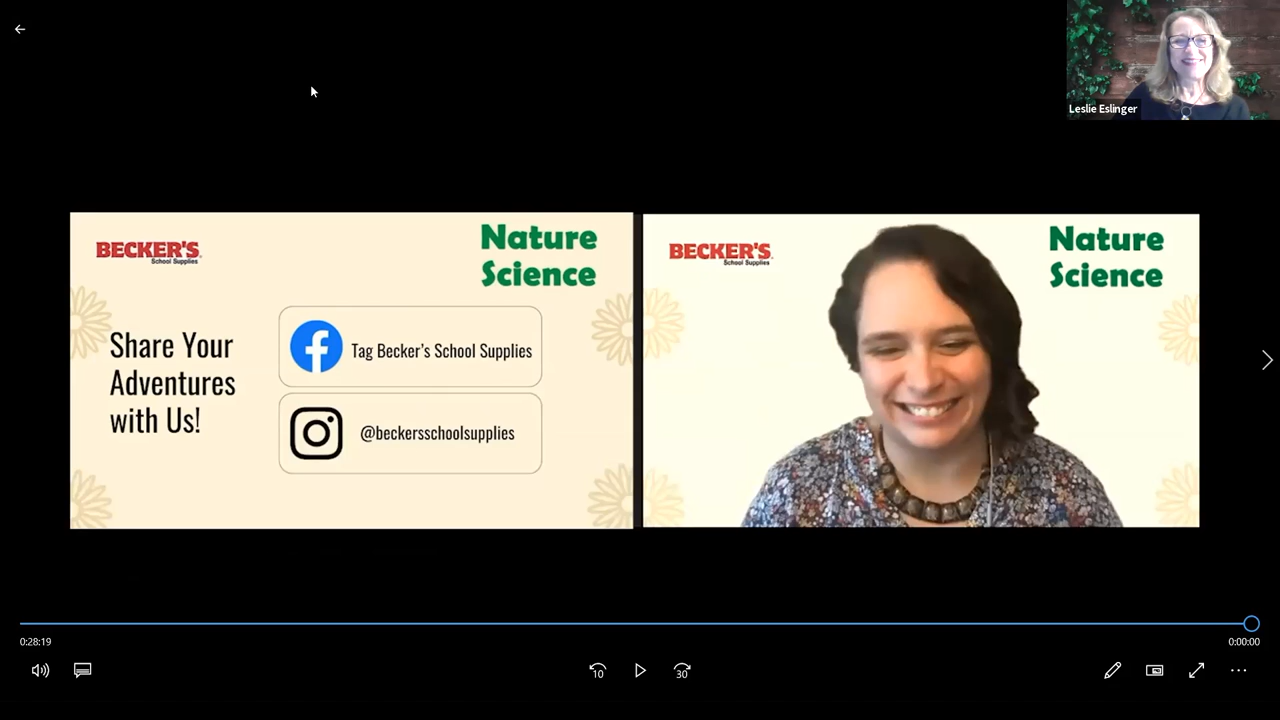 Leslie Eslinger
BECKER'S
School Supplies
Nature
Science
Share Your
Adventures
with Us!
Tag Becker's School Supplies
@beckersschoolsupplies
BECKER'S
School Supplies
Nature
Science
0:28:19
0:00:00
10
30